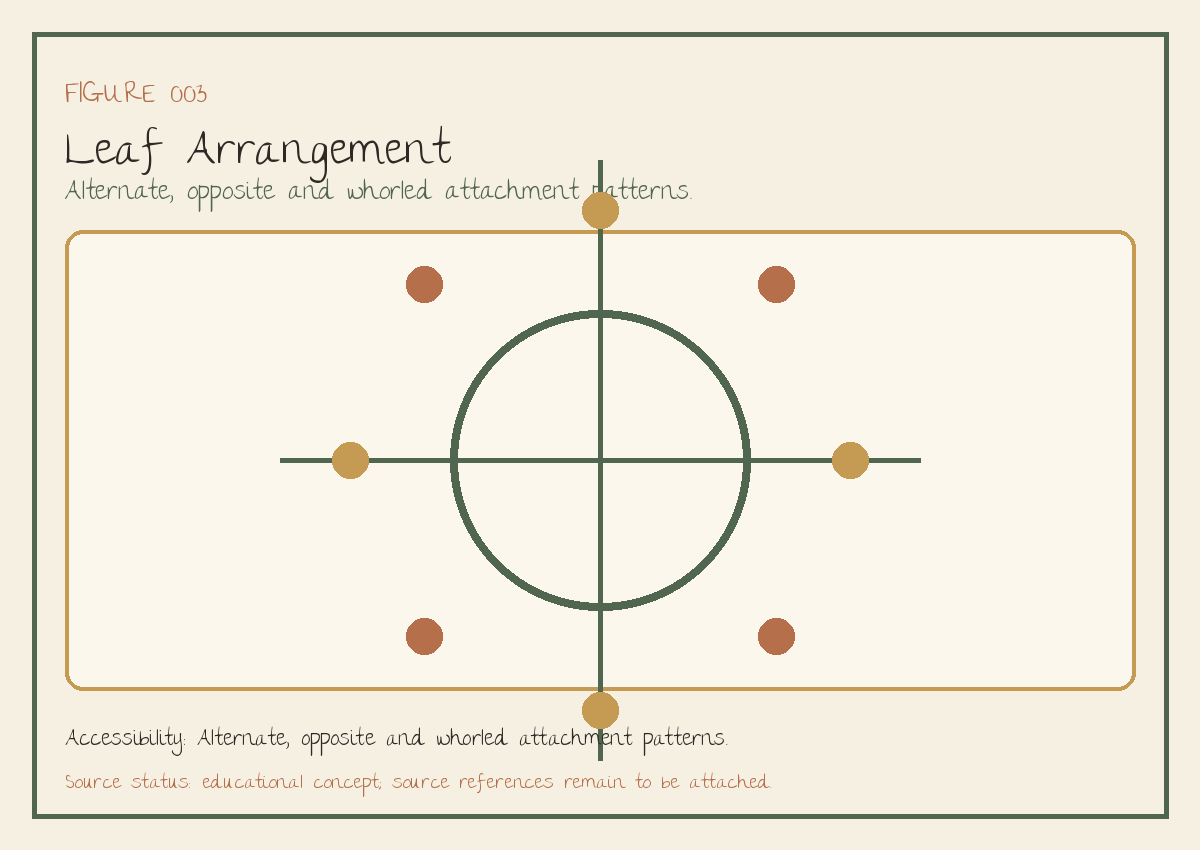 FIGURE 003
Leaf Arrangement
Alternate, opposite and whorled attachment patterns.
Accessibility: Alternate, opposite and whorled attachment patterns.
Source status: educational concept; source references remain to be attached.